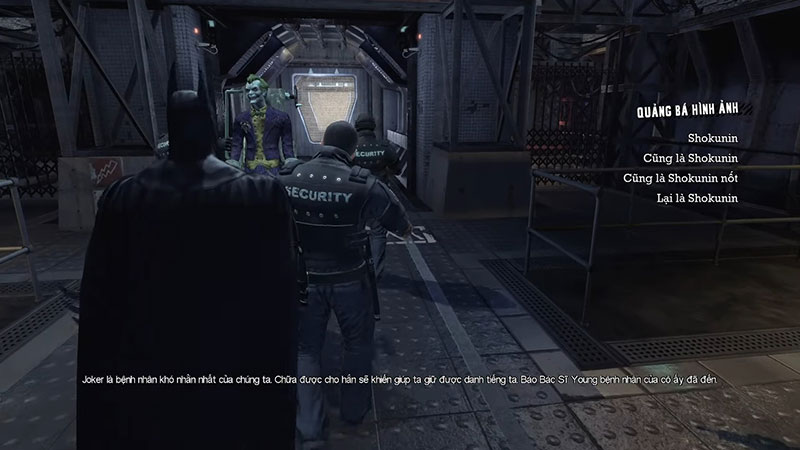 QUẢNG BÁ HÌNH ẢNH
Shokunin
Cũng là Shokunin
Cũng là Shokunin nốt
Lại là Shokunin
SECURITY
SECURITY
Joker là bệnh nhân khó nhằn nhất của chúng ta. Chữa được cho hắn sẽ khiến giúp ta giữ được danh tiếng ta. Báo Bác Sĩ Young bệnh nhân của cô ấy đã đến.